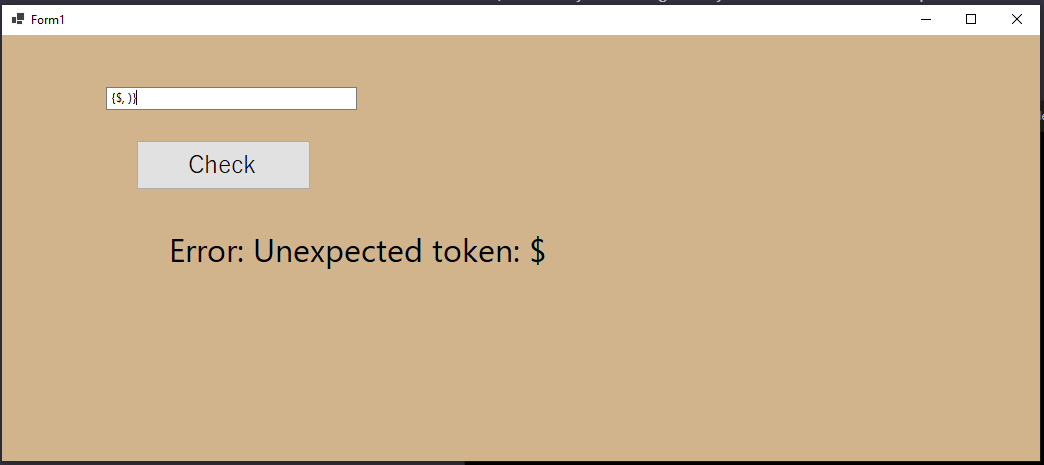 Form1
{$, )}
Check
Error: Unexpected token: $